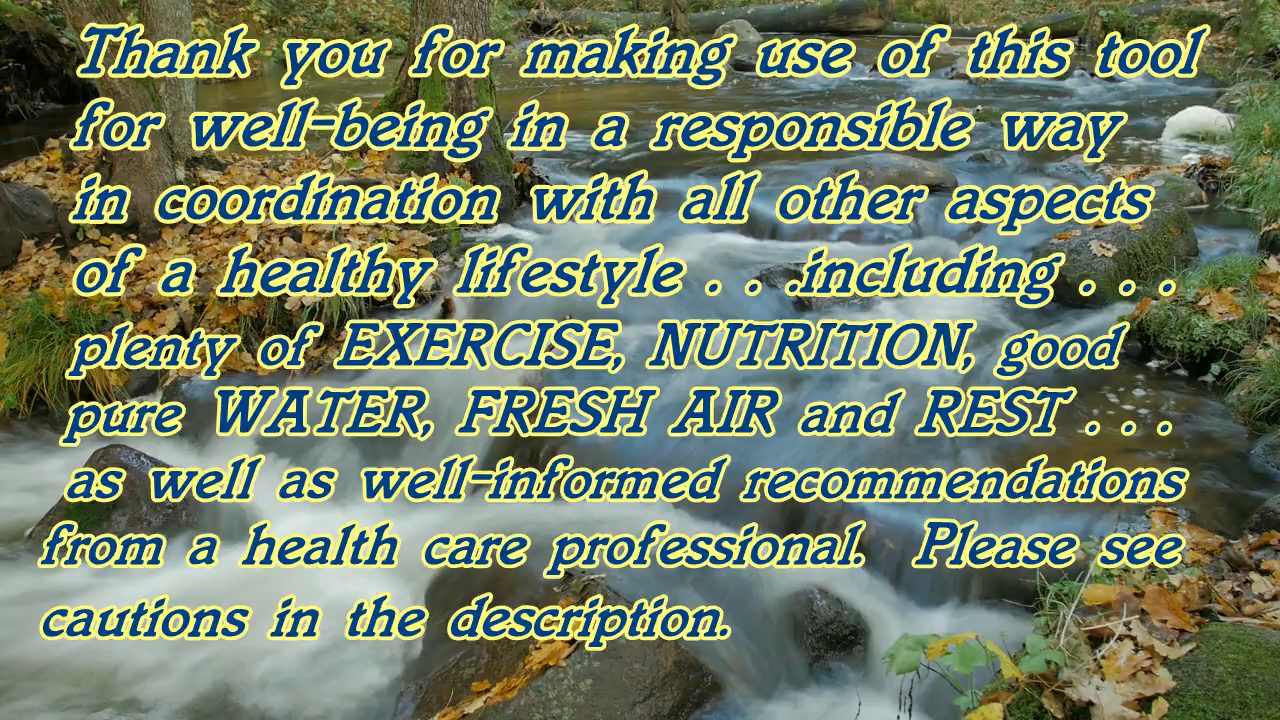 Thank you for making use of this tool
for well-being in a responsible way
in coordination with all other aspects
of a healthy lifestyle . . .including . . .
plenty of EXERCISE, NUTRITION, good
pure WATER, FRESH AIR and REST . . .
as well as well-informed recommendations
from a health care professional. Please see
cautions in the description.